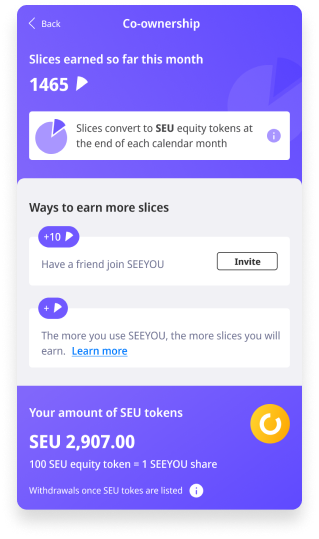 Back
Co-ownership
Slices earned so far this month
1465
Slices convert to SEU equity tokens at
the end of each calendar month
Ways to earn more slices
+10
Have a friend join SEEYOU
Invite
+
The more you use SEEYOU, the more slices you will
earn. Learn more
Your amount of SEU tokens
SEU 2,907.00
100 SEU equity token = 1 SEEYOU share
Withdrawals once SEU tokes are listed